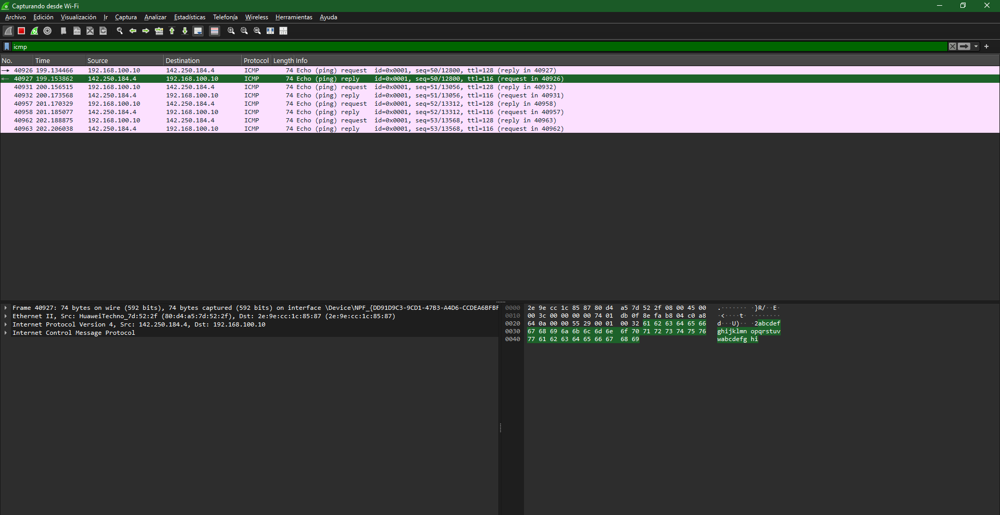 Capturando desde Wi-Fi
Archivo Edición Visualización Ir Captura Analizar Estadísticas Telefonía Wireless Herramientas Ayuda
icmp
No. Time Source Destination Protocol Length Info
40926 199.134466 192.168.100.10 142.250.184.4 ICMP 74 Echo (ping) request id=0x0001, seq=50/12800, ttl=128 (reply in 40927)
40927 199.153862 142.250.184.4 192.168.100.10 ICMP 74 Echo (ping) reply id=0x0001, seq=50/12800, ttl=116 (request in 40926)
40931 200.156515 192.168.100.10 142.250.184.4 ICMP 74 Echo (ping) request id=0x0001, seq=51/13056, ttl=128 (reply in 40932)
40932 200.173568 142.250.184.4 192.168.100.10 ICMP 74 Echo (ping) reply id=0x0001, seq=51/13056, ttl=116 (request in 40931)
40957 201.170329 192.168.100.10 142.250.184.4 ICMP 74 Echo (ping) request id=0x0001, seq=52/13312, ttl=128 (reply in 40958)
40958 201.185077 142.250.184.4 192.168.100.10 ICMP 74 Echo (ping) reply id=0x0001, seq=52/13312, ttl=116 (request in 40957)
40962 202.188875 192.168.100.10 142.250.184.4 ICMP 74 Echo (ping) request id=0x0001, seq=53/13568, ttl=128 (reply in 40963)
40963 202.206038 142.250.184.4 192.168.100.10 ICMP 74 Echo (ping) reply id=0x0001, seq=53/13568, ttl=116 (request in 40962)
Frame 40927: 74 bytes on wire (592 bits), 74 bytes captured (592 bits) on interface \Device\NPF_{DD91D9C3-9CD1-47B3-A4D6-CCDEA6BFBF
Ethernet II, Src: HuaweiTechno_7d:52:2f (80:d4:a5:7d:52:2f), Dst: 2e:9e:cc:1c:85:87 (2e:9e:cc:1c:85:87)
Internet Protocol Version 4, Src: 142.250.184.4, Dst: 192.168.100.10
Internet Control Message Protocol
0000 2e 9e cc 1c 85 87 80 d4 a5 7d 52 2f 08 00 45 00 .······· ·}R/··E·
0010 00 3c 00 00 00 00 74 01 db 0f 8e fa b8 04 c0 a8 ·<····t· ········
0020 64 0a 00 00 55 29 00 01 00 32 61 62 63 64 65 66 d···U)·· ·2abcdef
0030 67 68 69 6a 6b 6c 6d 6e 6f 70 71 72 73 74 75 76 ghijklmn opqrstuv
0040 77 61 62 63 64 65 66 67 68 69 wabcdefg hi